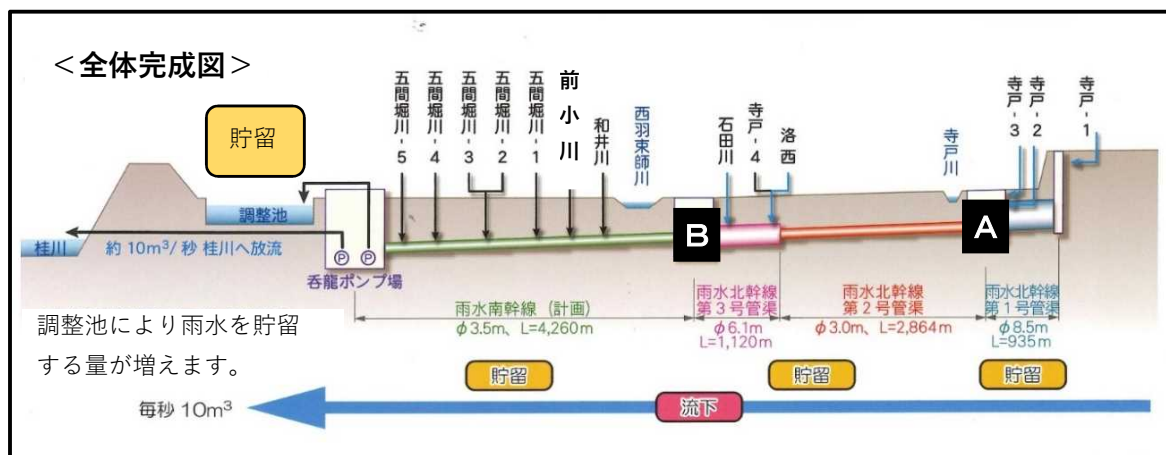 <全体完成図>
貯留
五間堀川-5
五間堀川-4
五間堀川-3
五間堀川-2
五間堀川-1
前小川
和井川
西羽束師川
石田川
寺戸-4
洛西
寺戸川
寺戸-3
寺戸-2
寺戸-1
調整池
桂川
約10m³/秒 桂川へ放流
P
P
呑龍ポンプ場
B
A
雨水南幹線(計画)
φ3.5m、L=4,260m
雨水北幹線
第3号管渠
φ6.1m
L=1,120m
雨水北幹線
第2号管渠
φ3.0m、L=2,864m
雨水北幹線
第1号管渠
φ8.5m
L=935m
調整池により雨水を貯留
する量が増えます。
貯留
貯留
貯留
毎秒10m³
流下